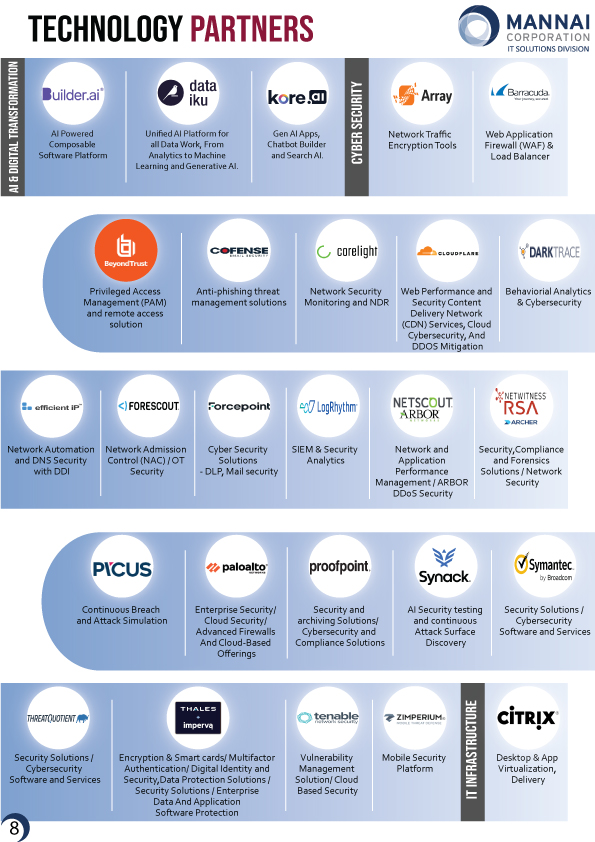 TECHNOLOGY PARTNERS
MANNAI
CORPORATION
IT SOLUTIONS DIVISION
AI & DIGITAL TRANSFORMATION
Builder.ai
AI Powered
Composable
Software Platform
data
iku
Unified AI Platform for
all Data Work, From
Analytics to Machine
Learning and Generative AI.
kore.ai
Gen AI Apps,
Chatbot Builder
and Search AI.
CYBER SECURITY
Array
Network Traffic
Encryption Tools
Barracuda
Your journey, secured.
Web Application
Firewall (WAF) &
Load Balancer
BeyondTrust
Privileged Access
Management (PAM)
and remote access
solution
COFENSE
EMAIL SECURITY
Anti-phishing threat
management solutions
corelight
Network Security
Monitoring and NDR
CLOUDFLARE
Web Performance and
Security Content
Delivery Network
(CDN) Services, Cloud
Cybersecurity, And
DDOS Mitigation
DARKTRACE
Behaviorial Analytics
& Cybersecurity
efficient iP™
Network Automation
and DNS Security
with DDI
FORESCOUT
Network Admission
Control (NAC) / OT
Security
Forcepoint
Cyber Security
Solutions
- DLP, Mail security
LogRhythm
SIEM & Security
Analytics
NETSCOUT
ARBOR
NETWORKS
Network and
Application
Performance
Management / ARBOR
DDoS Security
NETWITNESS
RSA
ARCHER
Security,Compliance
and Forensics
Solutions / Network
Security
PICUS
Continuous Breach
and Attack Simulation
paloalto
NETWORKS
Enterprise Security/
Cloud Security/
Advanced Firewalls
And Cloud-Based
Offerings
proofpoint.
Security and
archiving Solutions/
Cybersecurity and
Compliance Solutions
Synack
AI Security testing
and continuous
Attack Surface
Discovery
Symantec.
by Broadcom
Security Solutions /
Cybersecurity
Software and Services
THREATQUOTIENT
Security Solutions /
Cybersecurity
Software and Services
THALES
+
imperva
Encryption & Smart cards/ Multifactor
Authentication/ Digital Identity and
Security,Data Protection Solutions /
Security Solutions / Enterprise
Data And Application
Software Protection
tenable
network security
Vulnerability
Management
Solution/ Cloud
Based Security
ZIMPERIUM
MOBILE THREAT DEFENSE
Mobile Security
Platform
IT INFRASTRUCTURE
CITRIX®
Desktop & App
Virtualization,
Delivery
8